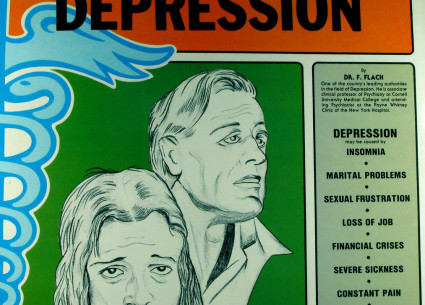 DEPRESSION
By
DR. F. FLACH
One of the country's leading authorities
in the field of Depression. He is associate
clinical professor of Psychiatry at Cornell
University Medical College and attend-
ing Psychiatrist at the Payne Whitney
Clinic of the New York Hospital.
DEPRESSION
may be caused by
INSOMNIA
•
MARITAL PROBLEMS
•
SEXUAL FRUSTRATION
•
LOSS OF JOB
•
FINANCIAL CRISES
•
SEVERE SICKNESS
•
CONSTANT PAIN
•